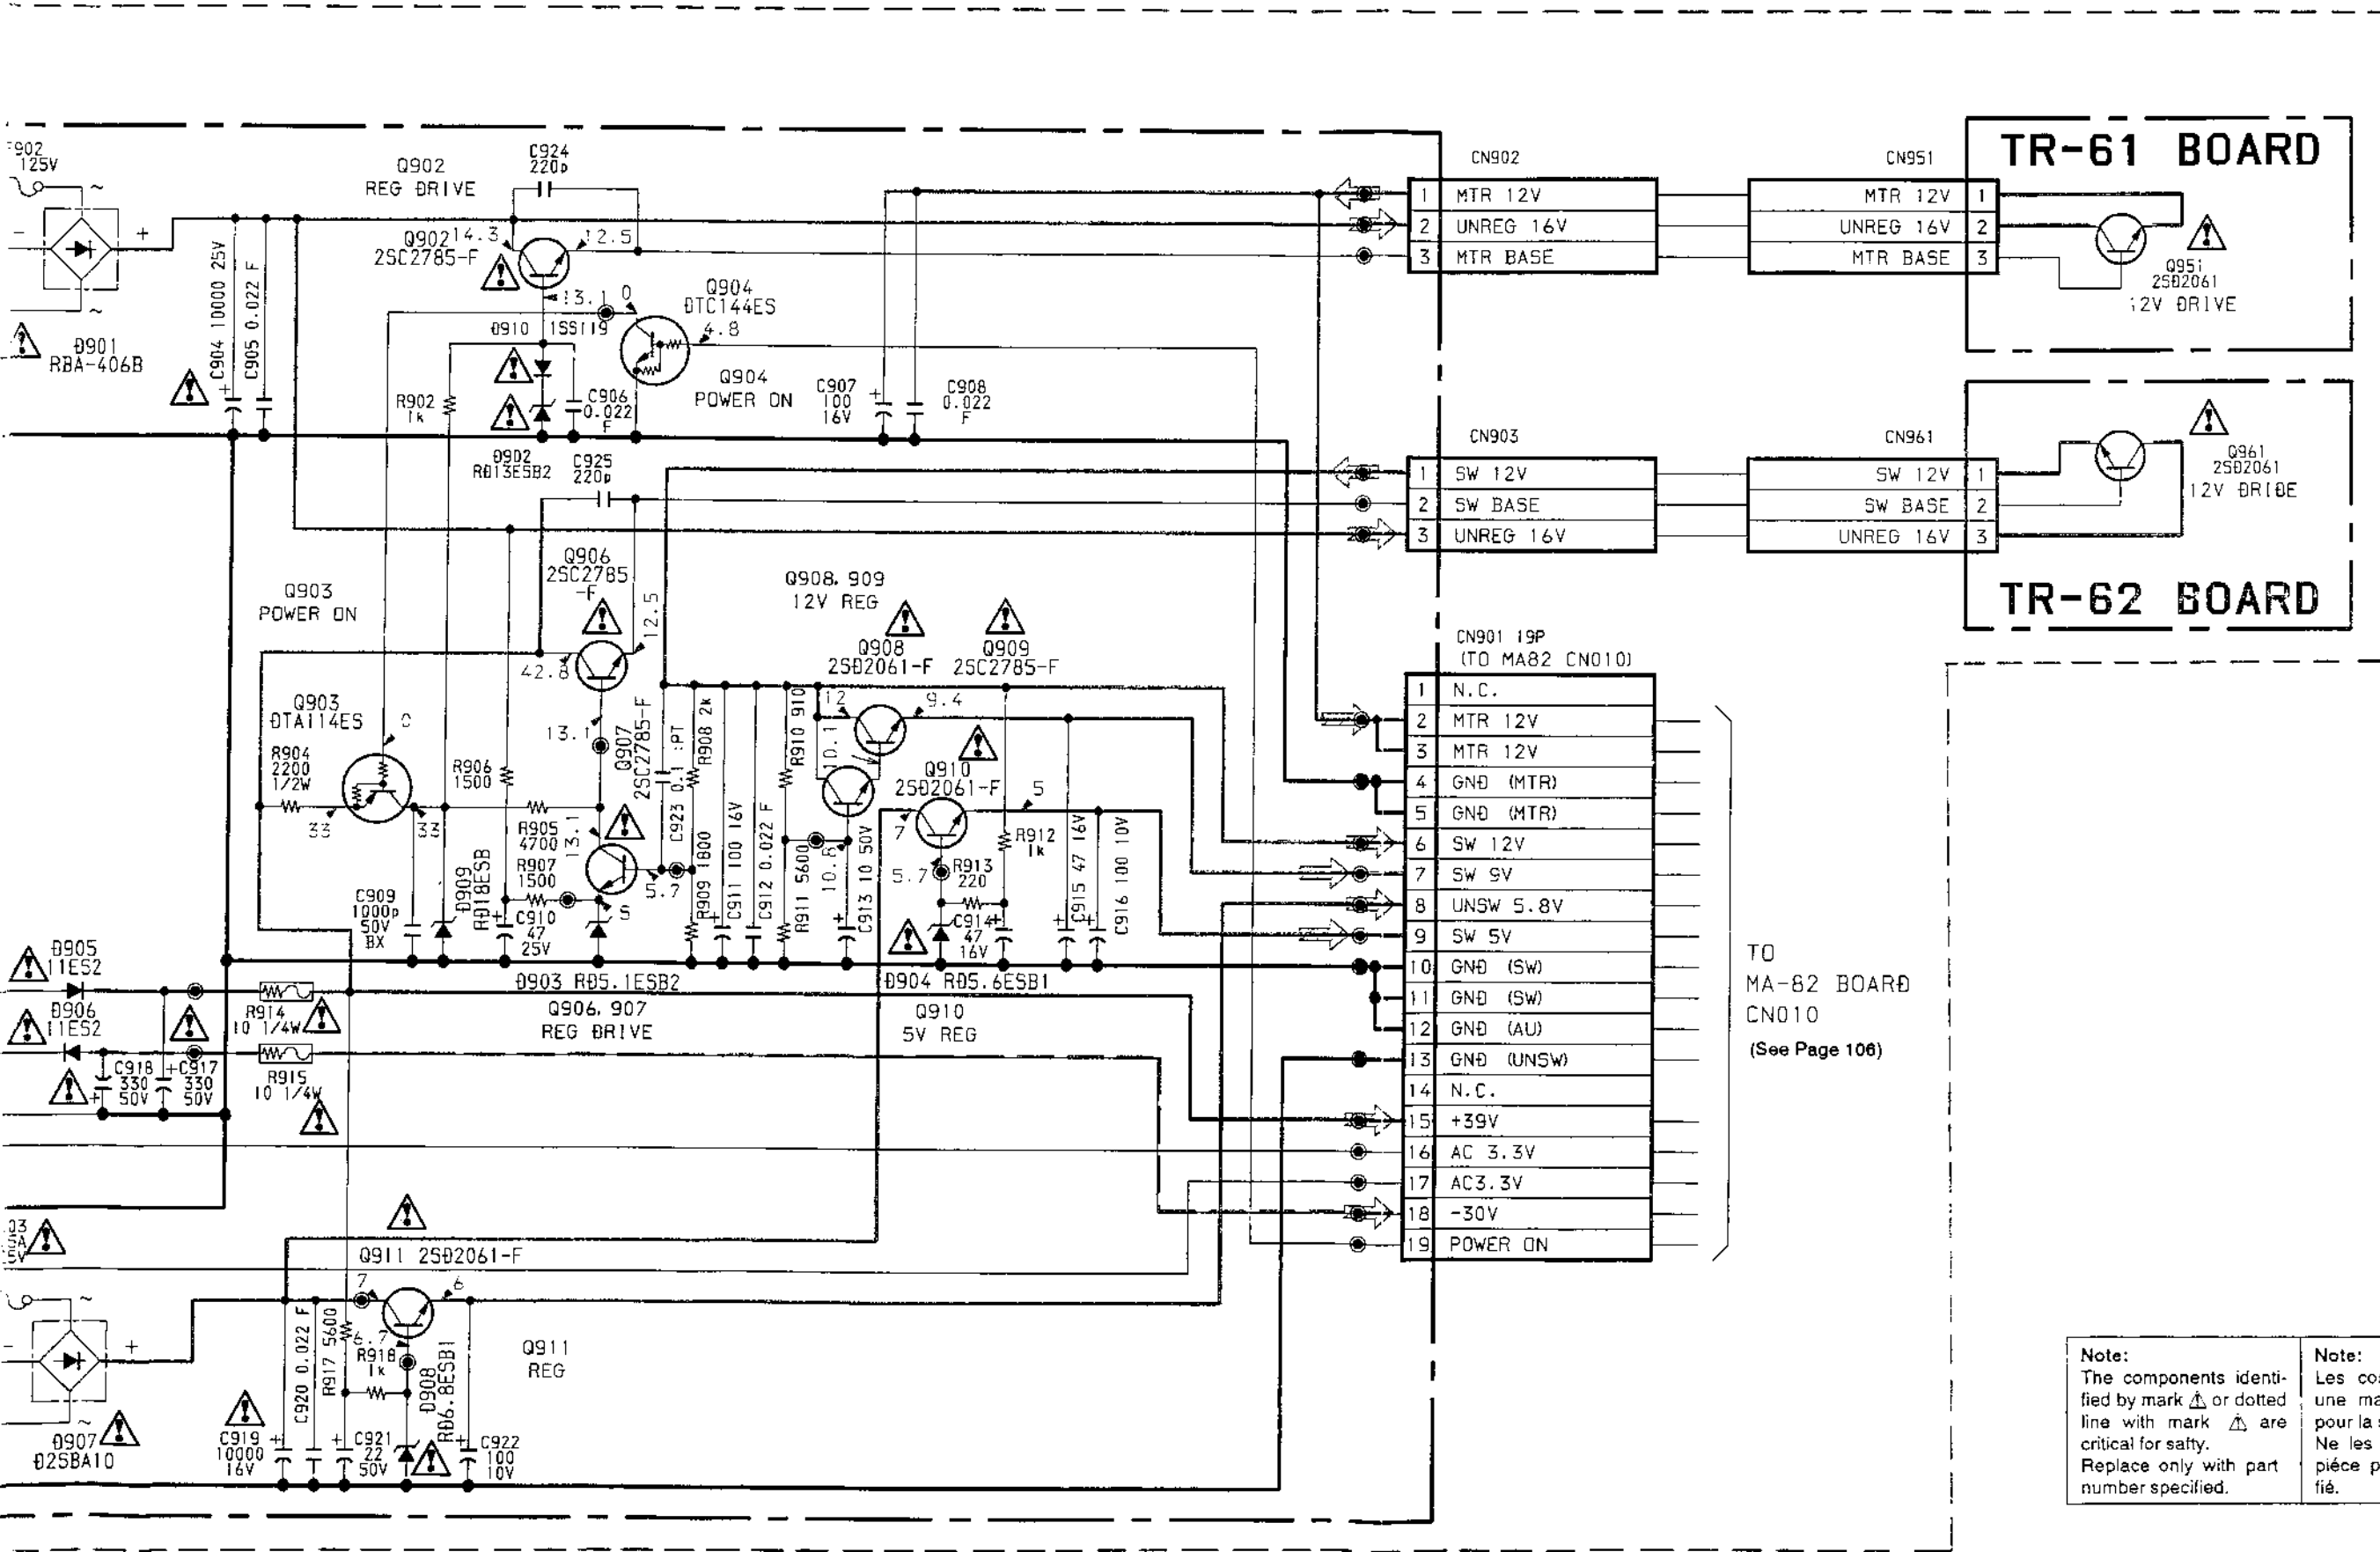 F902
125V
Q902
REG DRIVE
C924
220p
CN902
CN951
TR-61 BOARD
Q902
2SC2785-F
14.3
12.5
13.1
0
1 MTR 12V
2 UNREG 16V
3 MTR BASE
MTR 12V 1
UNREG 16V 2
MTR BASE 3
Q951
2SD2061
12V DRIVE
Q904
DTC144ES
4.8
D910 1SS119
D901
RBA-406B
C904 10000 25V
C905 0.022 F
R902
1k
C906
0.022
F
Q904
POWER ON
C907
100
16V
C908
0.022
F
D902
RD13ESB2
C925
220p
CN903
CN961
1 SW 12V
2 SW BASE
3 UNREG 16V
SW 12V 1
SW BASE 2
UNREG 16V 3
Q961
2SD2061
12V DRIBE
TR-62 BOARD
Q903
POWER ON
Q906
2SC2785
-F
12.5
42.8
13.1
Q908, 909
12V REG
Q908
2SD2061-F
Q909
2SC2785-F
12
9.4
10.1
Q903
DTA114ES
0
R904
2200
1/2W
33
33
R906
1500
R905
4700
R907
1500
13.1
Q907
2SC2785-F
C923 0.1 :PT
R908 2k
R909 1800
C911 100 16V
C912 0.022 F
R910 910
R911 5600
10.8
C913 10 50V
Q910
2SD2061-F
7
5
5.7
R913
220
R912
1k
C914
47
16V
C915 47 16V
C916 100 10V
5.7
5
C909
1000p
50V
BX
D909
RD18ESB
C910
47
25V
D903 RD5.1ESB2
D904 RD5.6ESB1
Q906, 907
REG DRIVE
Q910
5V REG
CN901 19P
(TO MA82 CN010)
1 N.C.
2 MTR 12V
3 MTR 12V
4 GND (MTR)
5 GND (MTR)
6 SW 12V
7 SW 9V
8 UNSW 5.8V
9 SW 5V
10 GND (SW)
11 GND (SW)
12 GND (AU)
13 GND (UNSW)
14 N.C.
15 +39V
16 AC 3.3V
17 AC3.3V
18 -30V
19 POWER ON
TO
MA-82 BOARD
CN010
(See Page 106)
D905
11ES2
D906
11ES2
R914
10 1/4W
R915
10 1/4W
C918
330
50V
C917
330
50V
Q911 2SD2061-F
7
6
6.7
Q911
REG
C920 0.022 F
R917 5600
R918
1k
D908
RD6.8ESB1
C919
10000
16V
C921
22
50V
C922
100
10V
D907
D2SBA10
Note:
The components identi-
fied by mark ⚠ or dotted
line with mark ⚠ are
critical for safty.
Replace only with part
number specified.
Note:
Les
une
pour la
Ne les
piéce
fié.